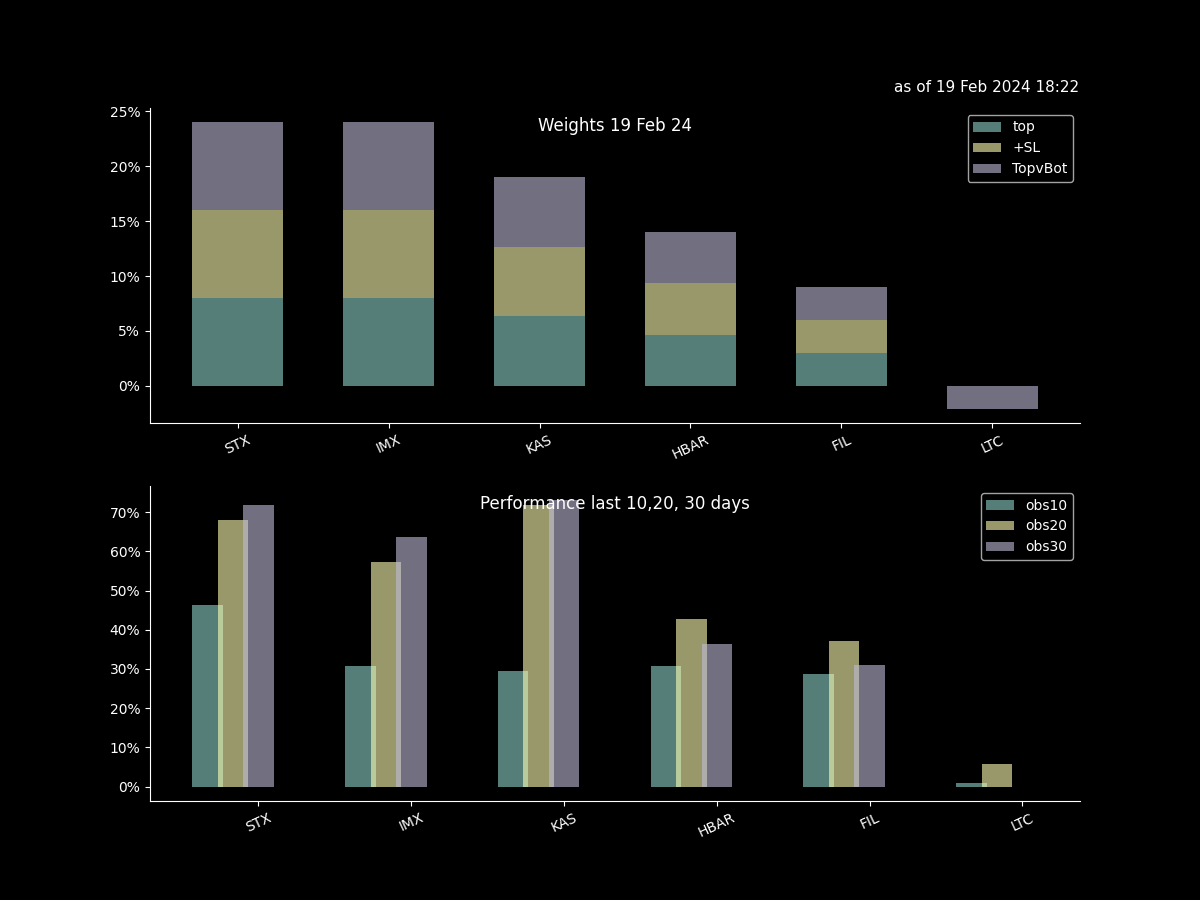 as of 19 Feb 2024 18:22
Weights 19 Feb 24
top
+SL
TopvBot
25%
20%
15%
10%
5%
0%
STX IMX KAS HBAR FIL LTC
Performance last 10,20, 30 days
obs10
obs20
obs30
70%
60%
50%
40%
30%
20%
10%
0%
STX IMX KAS HBAR FIL LTC